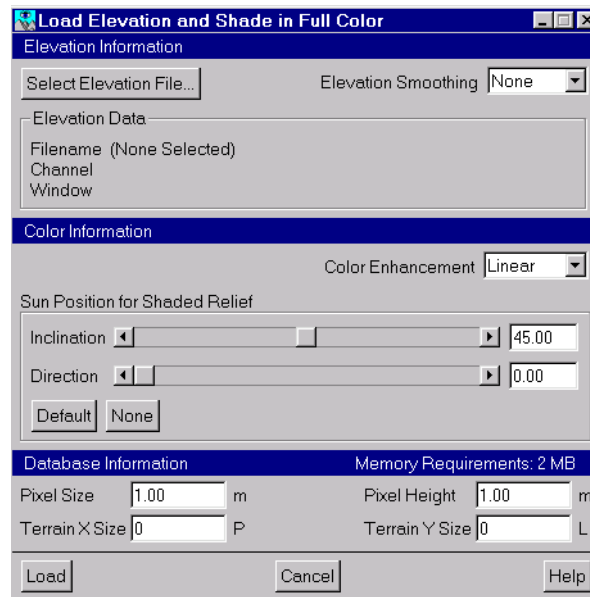 Load Elevation and Shade in Full Color
Elevation Information
Select Elevation File... Elevation Smoothing None
Elevation Data
Filename (None Selected)
Channel
Window
Color Information
Color Enhancement Linear
Sun Position for Shaded Relief
Inclination 45.00
Direction 0.00
Default None
Database Information Memory Requirements: 2 MB
Pixel Size 1.00 m Pixel Height 1.00 m
Terrain X Size 0 P Terrain Y Size 0 L
Load Cancel Help